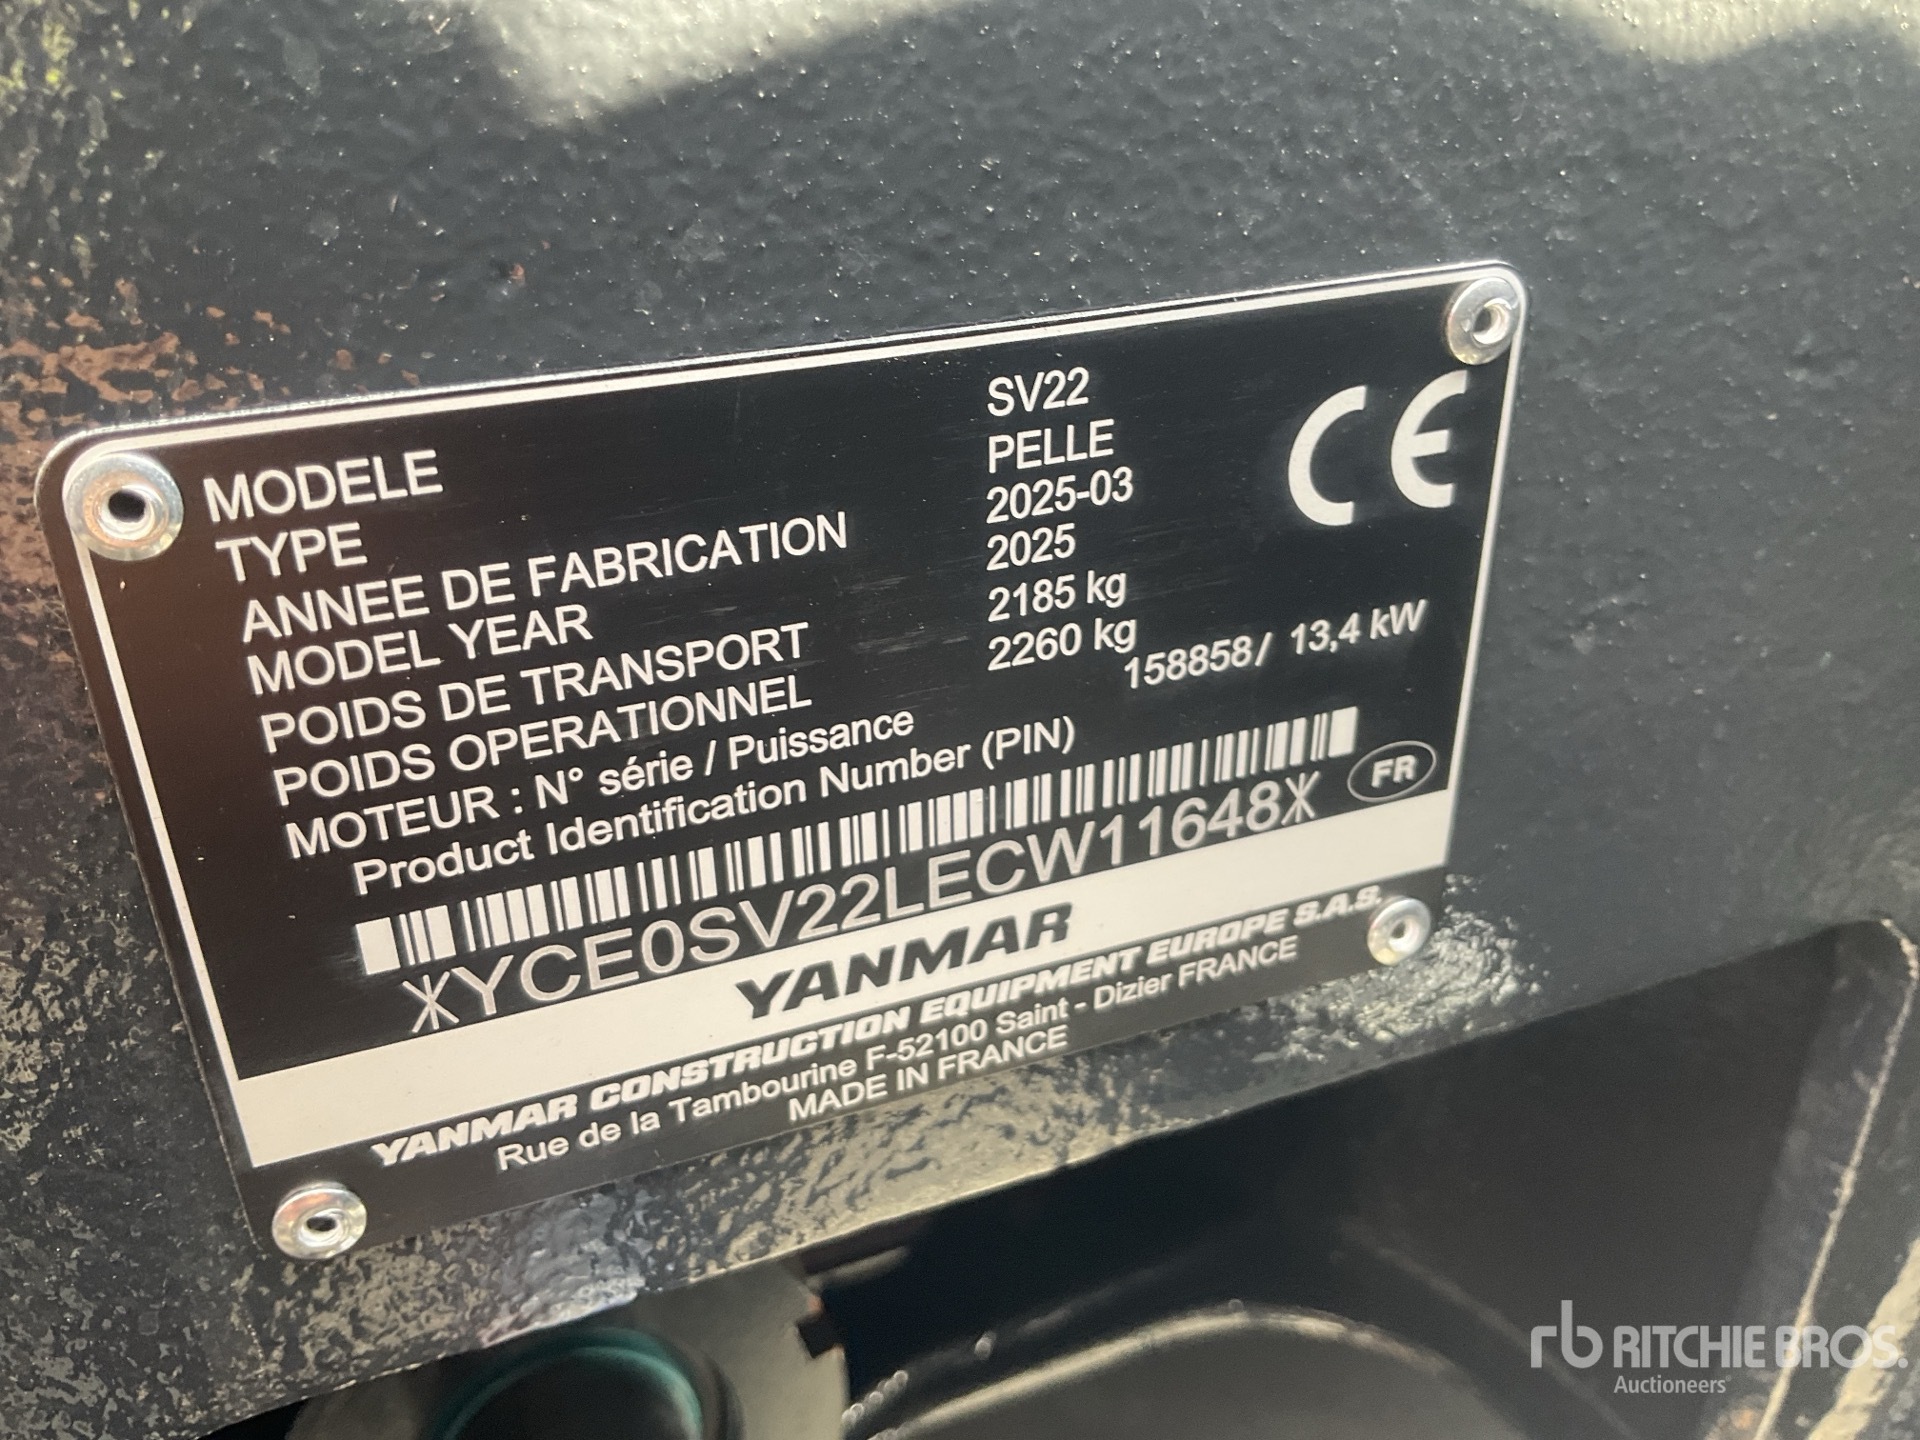 MODELE SV22
TYPE PELLE
ANNEE DE FABRICATION 2025-03
MODEL YEAR 2025
POIDS DE TRANSPORT 2185 kg
POIDS OPERATIONNEL 2260 kg
MOTEUR : N° série / Puissance 158858/ 13,4 kW
Product Identification Number (PIN)
*YCE0SV22LECW11648*
FR
CE
YANMAR
YANMAR CONSTRUCTION EQUIPMENT EUROPE S.A.S.
Rue de la Tambourine F-52100 Saint - Dizier FRANCE
MADE IN FRANCE
rb RITCHIE BROS.
Auctioneers